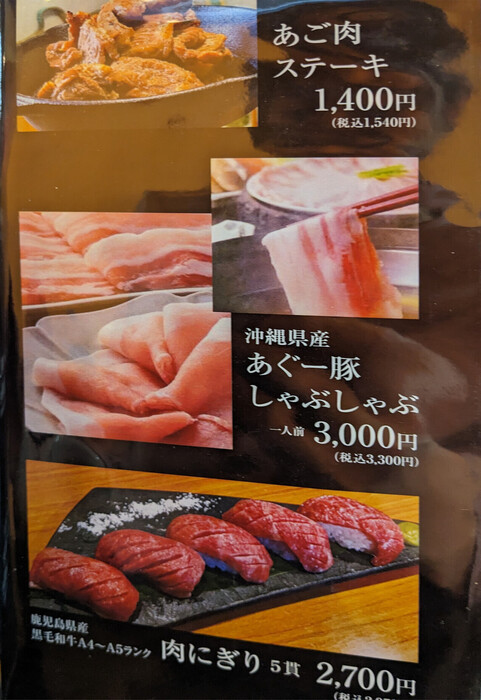 あご肉
ステーキ
1,400円
(税込1,540円)
沖縄県産
あぐー豚
しゃぶしゃぶ
一人前 3,000円
(税込3,300円)
鹿児島県産
黒毛和牛A4〜A5ランク 肉にぎり 5貫 2,700円